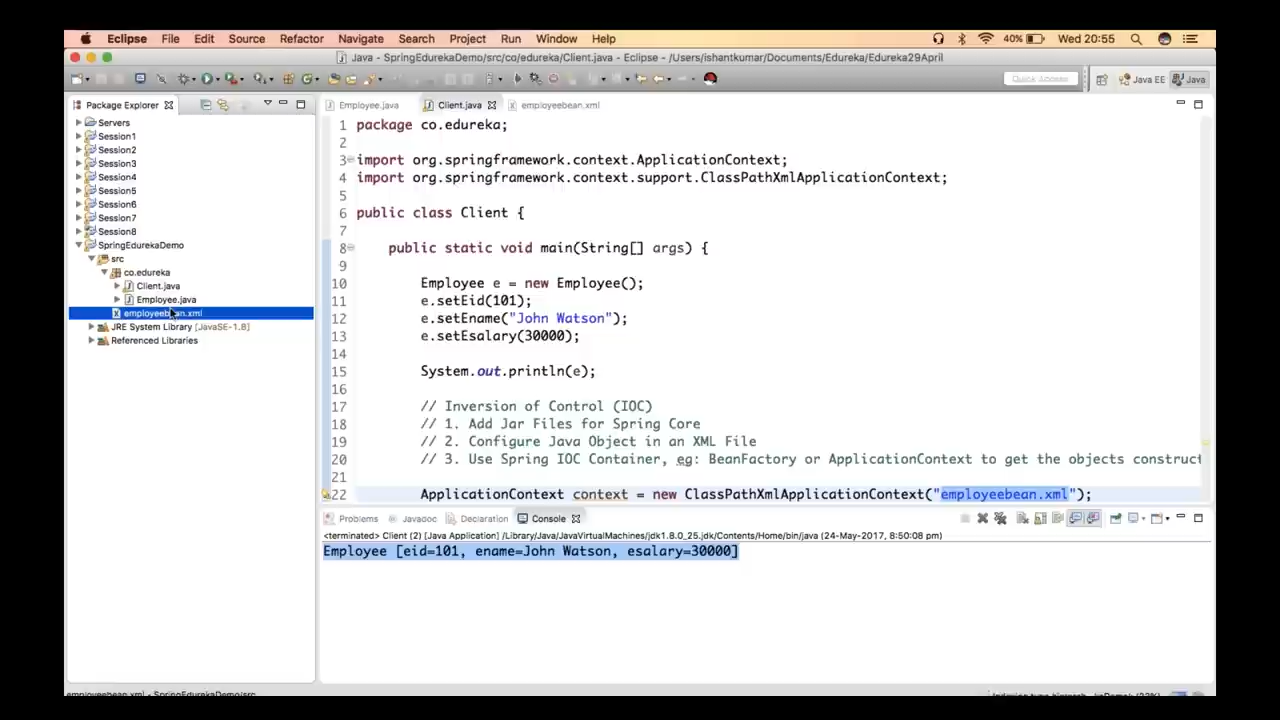 Eclipse File Edit Source Refactor Navigate Search Project Run Window Help 40% Wed 20:55
Java - SpringEdurekaDemo/src/co/edureka/Client.java - Eclipse - /Users/ishantkumar/Documents/Edureka/Edureka29April
Quick Access Java EE Java
Package Explorer
Servers
Session1
Session2
Session3
Session4
Session5
Session6
Session7
Session8
SpringEdurekaDemo
src
co.edureka
Client.java
Employee.java
employeebean.xml
JRE System Library [JavaSE-1.8]
Referenced Libraries
Employee.java Client.java employeebean.xml
1 package co.edureka;
2
3 import org.springframework.context.ApplicationContext;
4 import org.springframework.context.support.ClassPathXmlApplicationContext;
5
6 public class Client {
7
8 public static void main(String[] args) {
9
10 Employee e = new Employee();
11 e.setEid(101);
12 e.setEname("John Watson");
13 e.setEsalary(30000);
14
15 System.out.println(e);
16
17 // Inversion of Control (IOC)
18 // 1. Add Jar Files for Spring Core
19 // 2. Configure Java Object in an XML File
20 // 3. Use Spring IOC Container, eg: BeanFactory or ApplicationContext to get the objects construct
21
22 ApplicationContext context = new ClassPathXmlApplicationContext("employeebean.xml");
Problems Javadoc Declaration Console
<terminated> Client (2) [Java Application] /Library/Java/JavaVirtualMachines/jdk1.8.0_25.jdk/Contents/Home/bin/java (24-May-2017, 8:50:08 pm)
Employee [eid=101, ename=John Watson, esalary=30000]
employeebean.xml - SpringEdurekaDemo/src